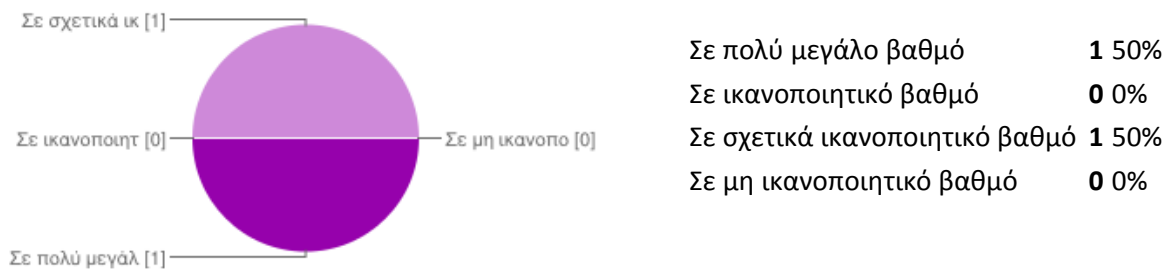 Σε σχετικά ικ [1]
Σε ικανοποιητ [0]
Σε μη ικανοπο [0]
Σε πολύ μεγάλ [1]
Σε πολύ μεγάλο βαθμό 1 50%
Σε ικανοποιητικό βαθμό 0 0%
Σε σχετικά ικανοποιητικό βαθμό 1 50%
Σε μη ικανοποιητικό βαθμό 0 0%